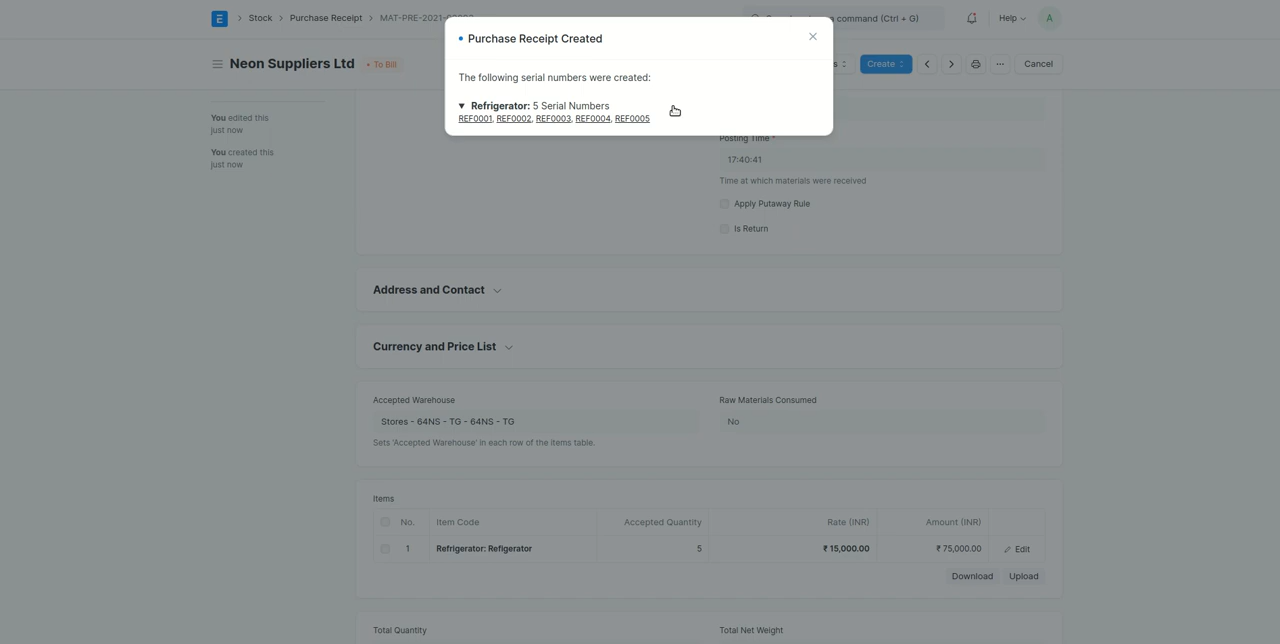 E Stock Purchase Receipt MAT-PRE-2021-
a command (Ctrl + G) Help A
Purchase Receipt Created
Neon Suppliers Ltd To Bill
Create Cancel
The following serial numbers were created:
Refrigerator: 5 Serial Numbers
REF0001, REF0002, REF0003, REF0004, REF0005
You edited this
just now
You created this
just now
Posting Time *
17:40:41
Time at which materials were received
Apply Putaway Rule
Is Return
Address and Contact
Currency and Price List
Accepted Warehouse Raw Materials Consumed
Stores - 64NS - TG - 64NS - TG No
Sets 'Accepted Warehouse' in each row of the items table.
Items
No. Item Code Accepted Quantity Rate (INR) Amount (INR)
1 Refrigerator: Refigerator 5 ₹ 15,000.00 ₹ 75,000.00 Edit
Download Upload
Total Quantity Total Net Weight